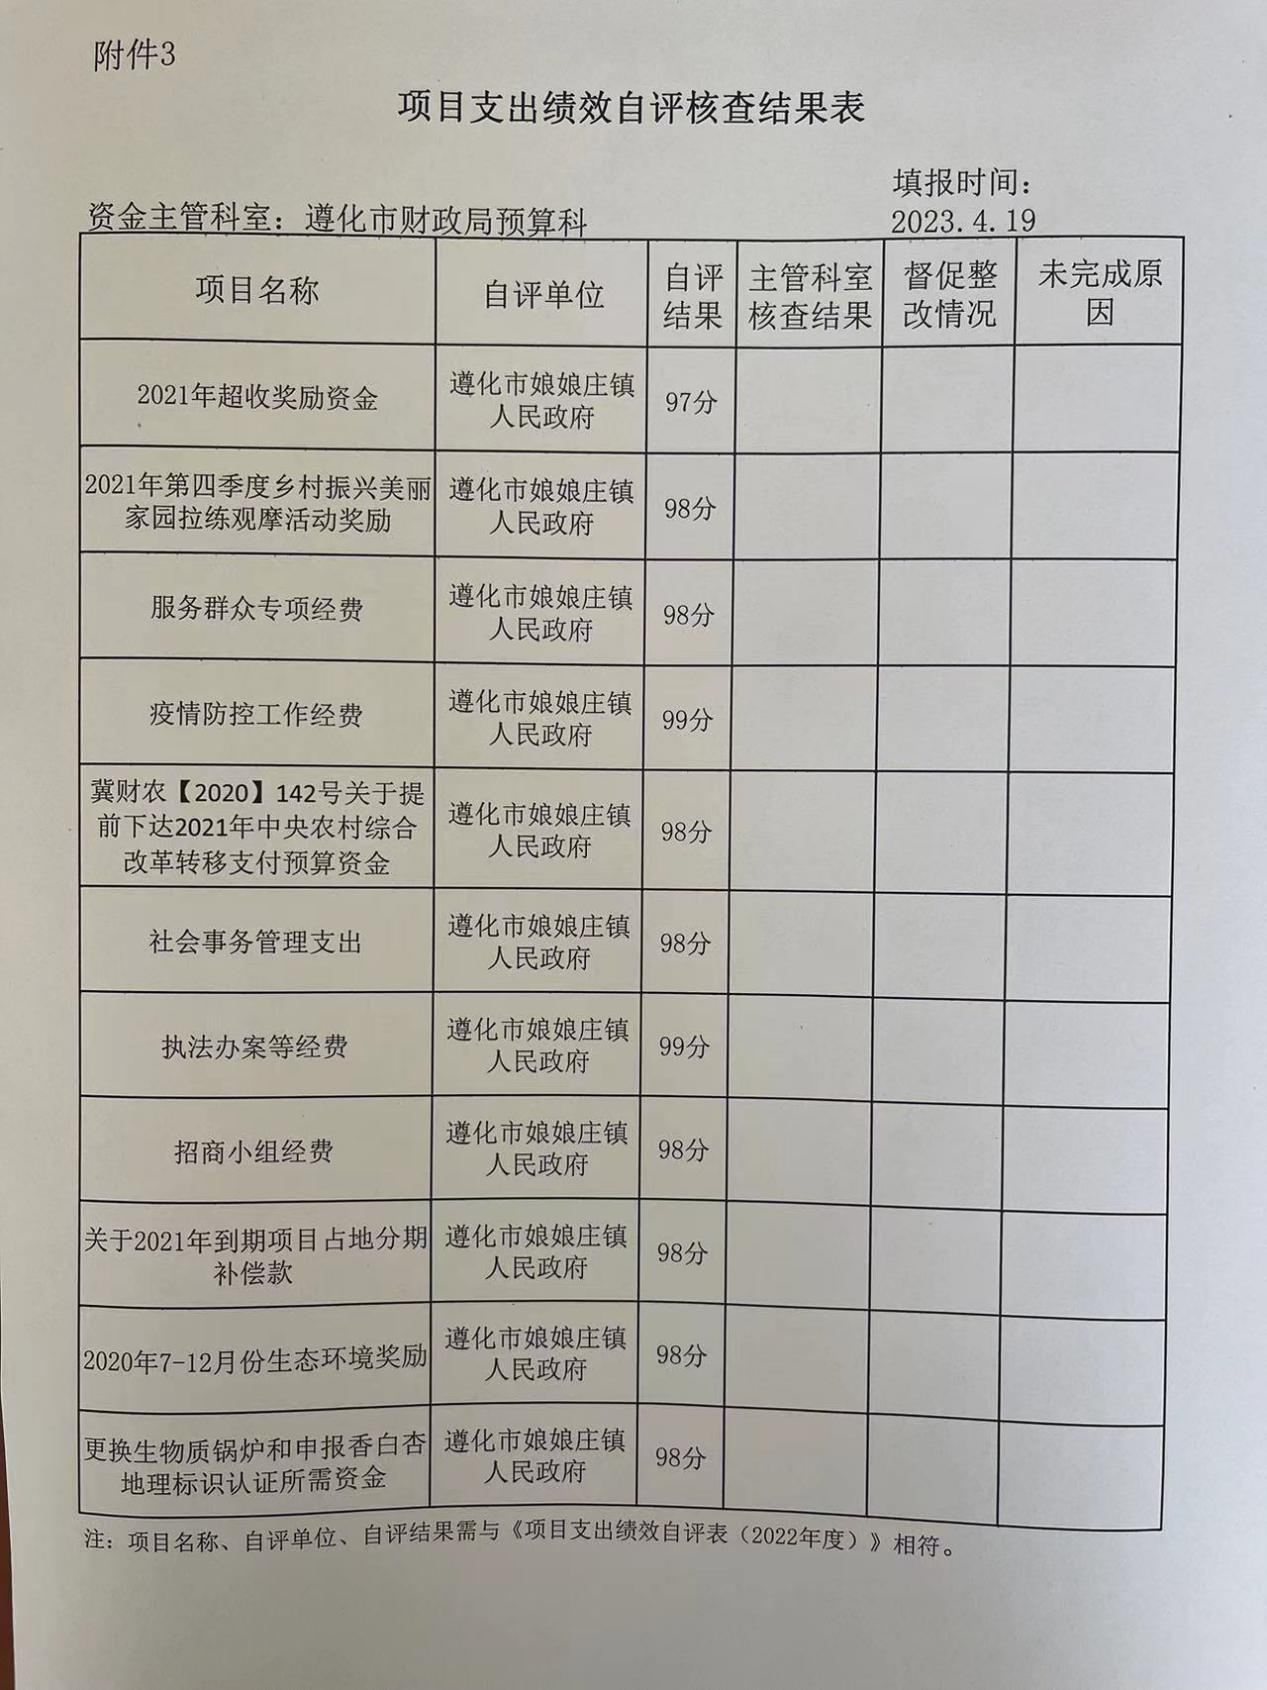 附件3
项目支出绩效自评核查结果表
填报时间：
资金主管科室：遵化市财政局预算科
2023.4.19
项目名称
自评单位
自评
结果
主管科室
核查结果
督促整
改情况
未完成原
因
2021年超收奖励资金
遵化市娘娘庄镇
人民政府
97分
2021年第四季度乡村振兴美丽
家园拉练观摩活动奖励
遵化市娘娘庄镇
人民政府
98分
服务群众专项经费
遵化市娘娘庄镇
人民政府
98分
疫情防控工作经费
遵化市娘娘庄镇
人民政府
99分
冀财农【2020】142号关于提
前下达2021年中央农村综合
改革转移支付预算资金
遵化市娘娘庄镇
人民政府
98分
社会事务管理支出
遵化市娘娘庄镇
人民政府
98分
执法办案等经费
遵化市娘娘庄镇
人民政府
99分
招商小组经费
遵化市娘娘庄镇
人民政府
98分
关于2021年到期项目占地分期
补偿款
遵化市娘娘庄镇
人民政府
98分
2020年7-12月份生态环境奖励
遵化市娘娘庄镇
人民政府
98分
更换生物质锅炉和申报香白杏
地理标识认证所需资金
遵化市娘娘庄镇
人民政府
98分
注：项目名称、自评单位、自评结果需与《项目支出绩效自评表（2022年度）》相符。